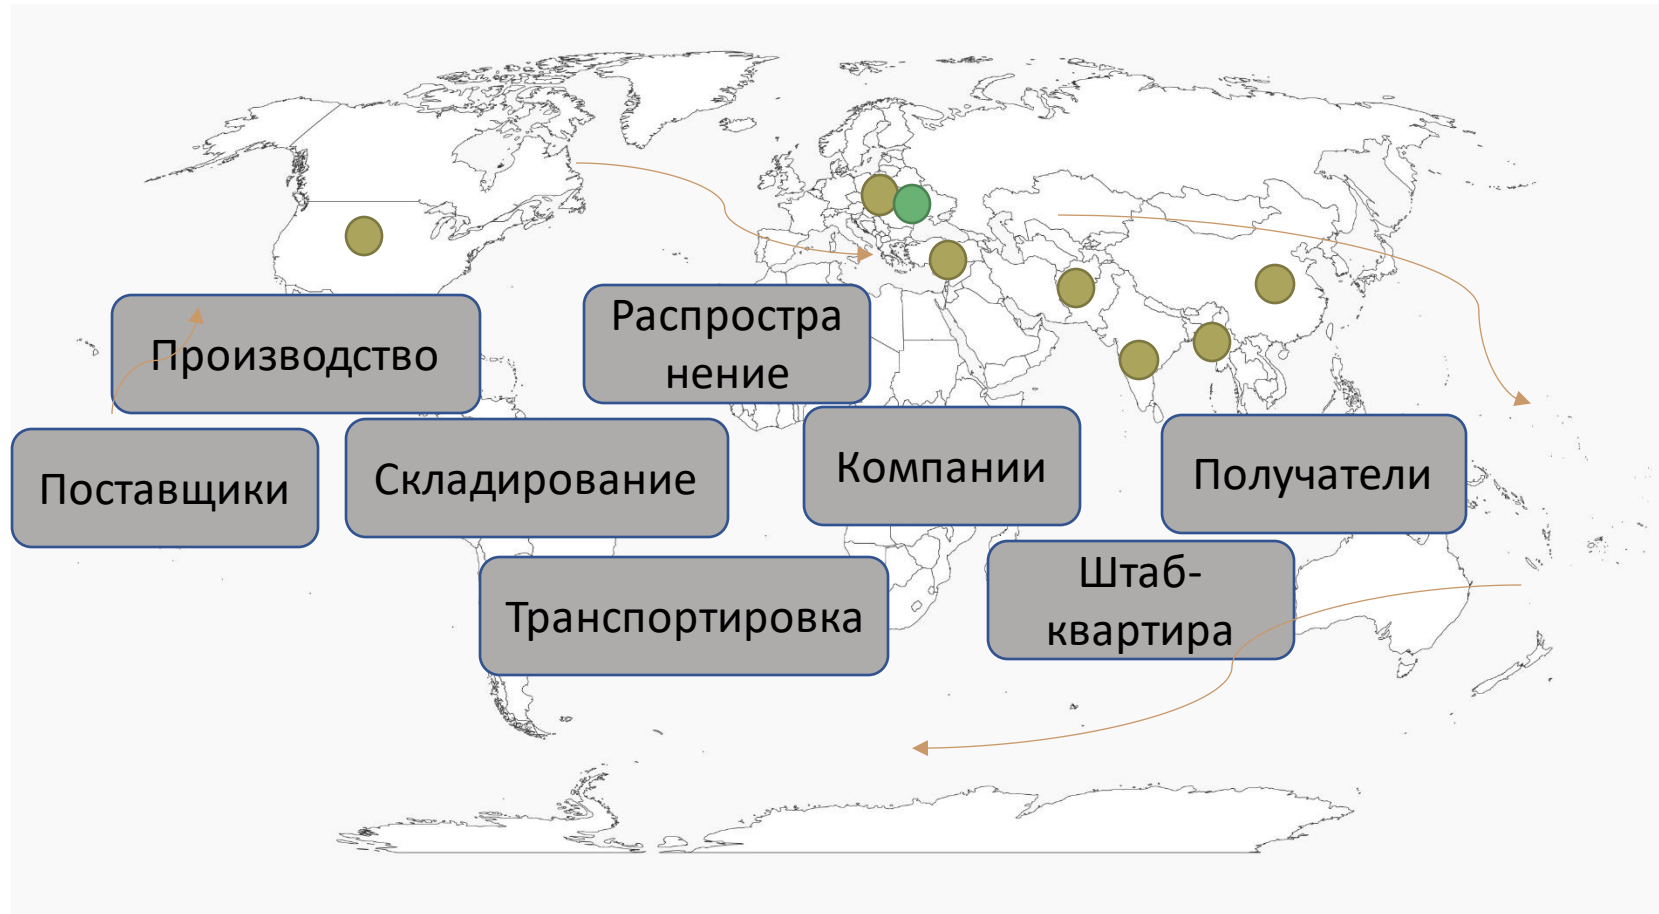 Производство
Распростра
нение
Поставщики
Складирование
Компании
Получатели
Транспортировка
Штаб-
квартира